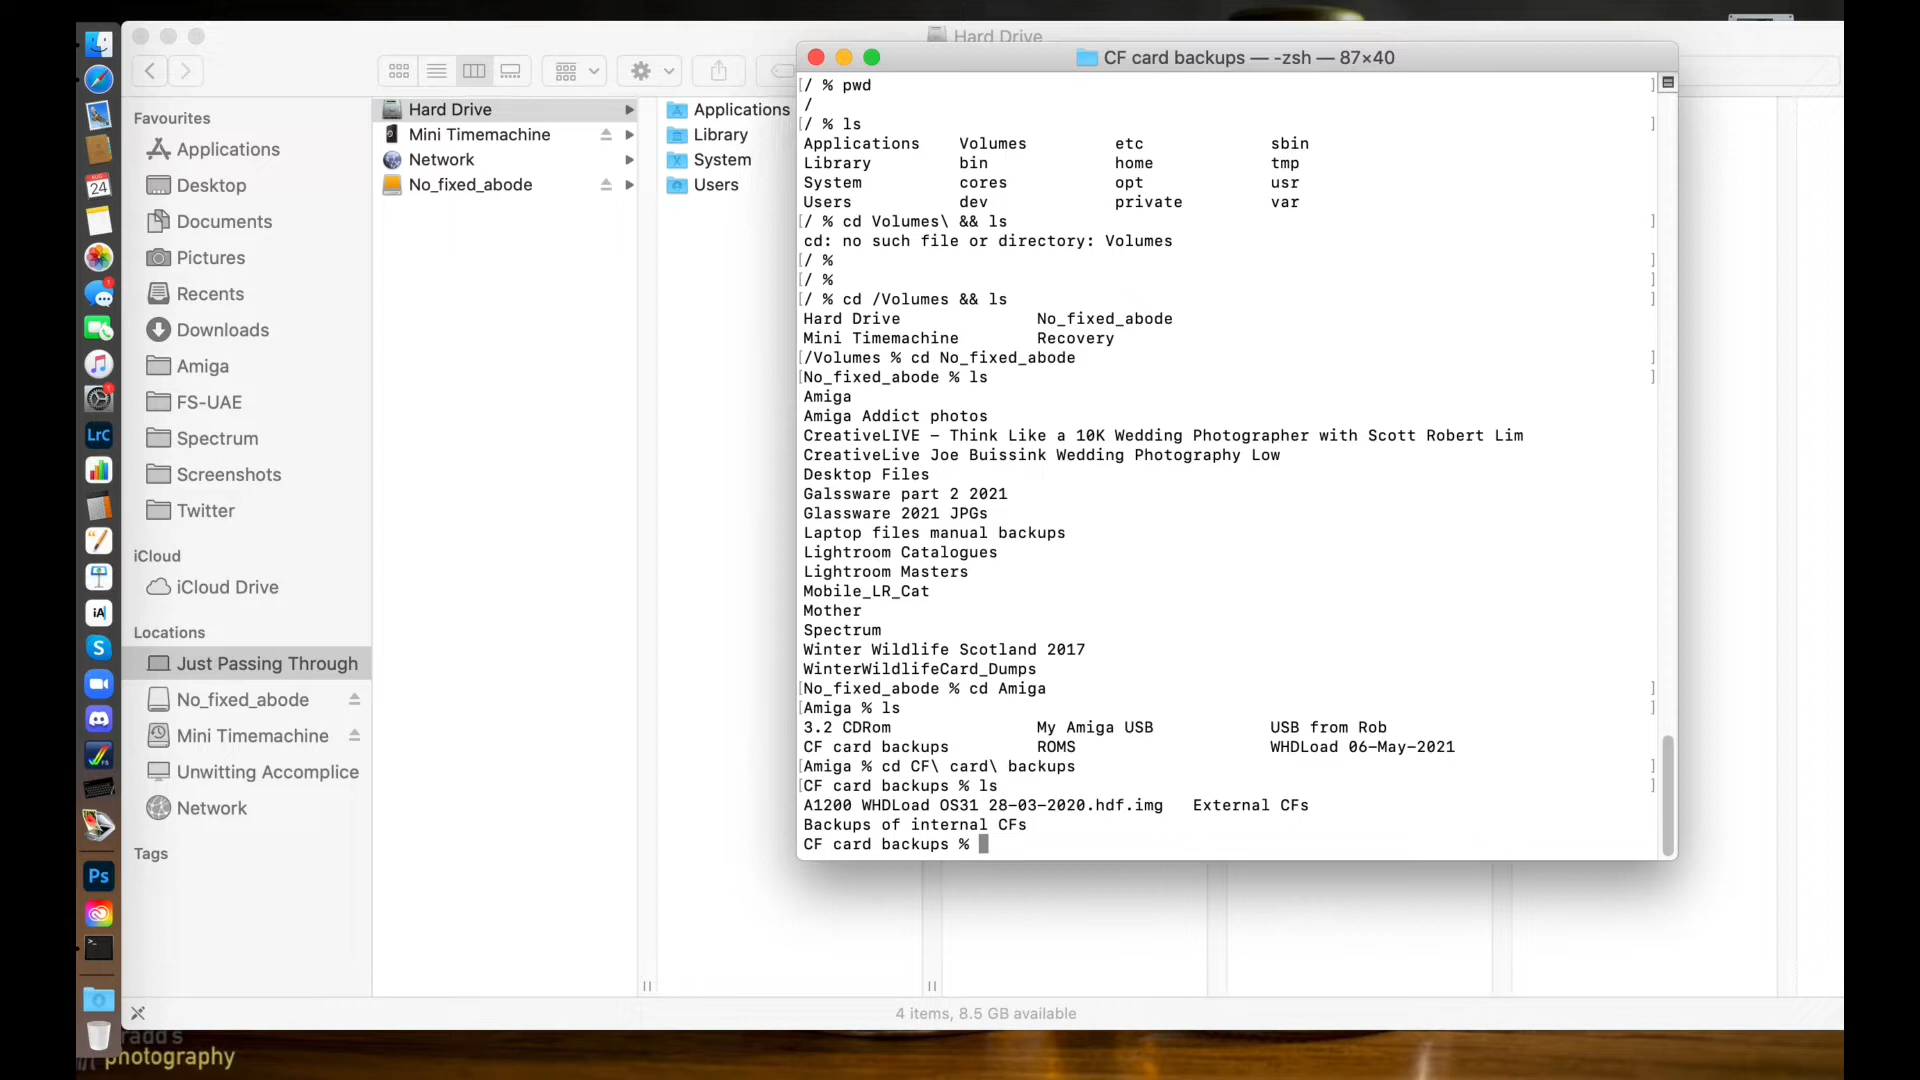 Hard Drive
Favourites
Applications
Desktop
Documents
Pictures
Recents
Downloads
Amiga
FS-UAE
Spectrum
Screenshots
Twitter
iCloud
iCloud Drive
Locations
Just Passing Through
No_fixed_abode
Mini Timemachine
Unwitting Accomplice
Network
Tags
Hard Drive
Mini Timemachine
Network
No_fixed_abode
Applications
Library
System
Users
CF card backups — -zsh — 87×40
[/ % pwd ]
/
[/ % ls ]
Applications Volumes etc sbin
Library bin home tmp
System cores opt usr
Users dev private var
[/ % cd Volumes\ && ls ]
cd: no such file or directory: Volumes
[/ % ]
[/ % ]
[/ % cd /Volumes && ls ]
Hard Drive No_fixed_abode
Mini Timemachine Recovery
[/Volumes % cd No_fixed_abode ]
[No_fixed_abode % ls ]
Amiga
Amiga Addict photos
CreativeLIVE – Think Like a 10K Wedding Photographer with Scott Robert Lim
CreativeLive Joe Buissink Wedding Photography Low
Desktop Files
Galssware part 2 2021
Glassware 2021 JPGs
Laptop files manual backups
Lightroom Catalogues
Lightroom Masters
Mobile_LR_Cat
Mother
Spectrum
Winter Wildlife Scotland 2017
WinterWildlifeCard_Dumps
[No_fixed_abode % cd Amiga ]
[Amiga % ls ]
3.2 CDRom My Amiga USB USB from Rob
CF card backups ROMS WHDLoad 06-May-2021
[Amiga % cd CF\ card\ backups ]
[CF card backups % ls ]
A1200 WHDLoad OS31 28-03-2020.hdf.img External CFs
Backups of internal CFs
CF card backups %
4 items, 8.5 GB available
AUG
24
1
1
LrC
iA
S
FS
Ps
>_
radd's
photography